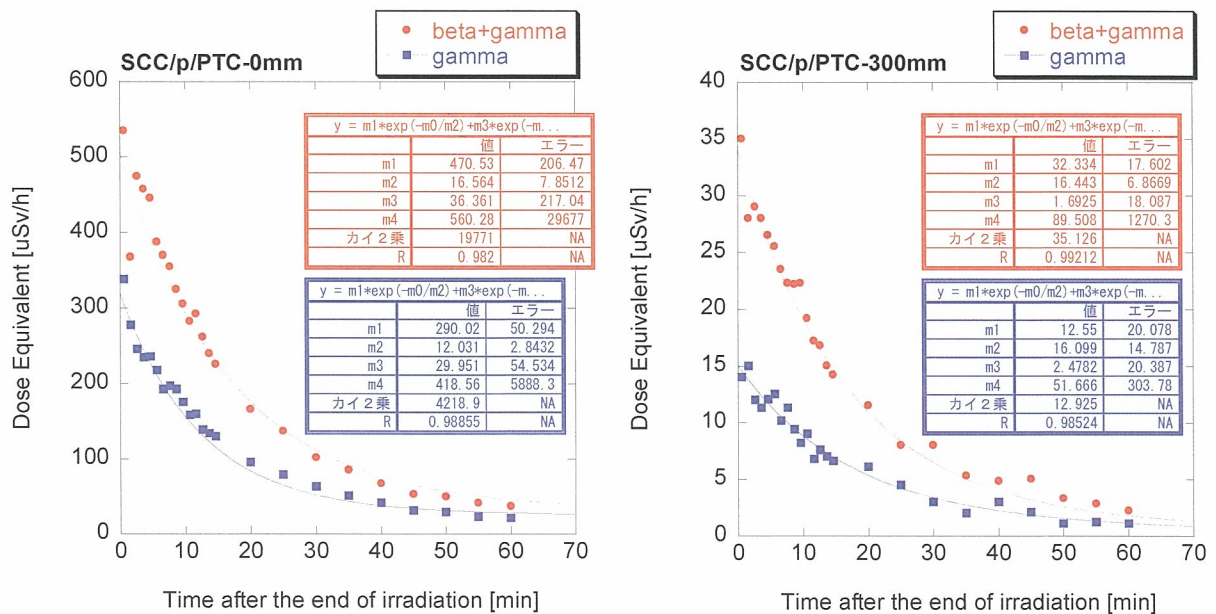 beta+gamma
gamma
SCC/p/PTC-0mm
600
500
400
300
200
100
0
0 10 20 30 40 50 60 70
Dose Equivalent [uSv/h]
Time after the end of irradiation [min]
y = m1*exp(-m0/m2)+m3*exp(-m...
値 エラー
m1 470.53 206.47
m2 16.564 7.8512
m3 36.361 217.04
m4 560.28 29677
カイ2乗 19771 NA
R 0.982 NA
y = m1*exp(-m0/m2)+m3*exp(-m...
値 エラー
m1 290.02 50.294
m2 12.031 2.8432
m3 29.951 54.534
m4 418.56 5888.3
カイ2乗 4218.9 NA
R 0.98855 NA
beta+gamma
gamma
SCC/p/PTC-300mm
40
35
30
25
20
15
10
5
0
0 10 20 30 40 50 60 70
Dose Equivalent [uSv/h]
Time after the end of irradiation [min]
y = m1*exp(-m0/m2)+m3*exp(-m...
値 エラー
m1 32.334 17.602
m2 16.443 6.8669
m3 1.6925 18.087
m4 89.508 1270.3
カイ2乗 35.126 NA
R 0.99212 NA
y = m1*exp(-m0/m2)+m3*exp(-m...
値 エラー
m1 12.55 20.078
m2 16.099 14.787
m3 2.4782 20.387
m4 51.666 303.78
カイ2乗 12.925 NA
R 0.98524 NA